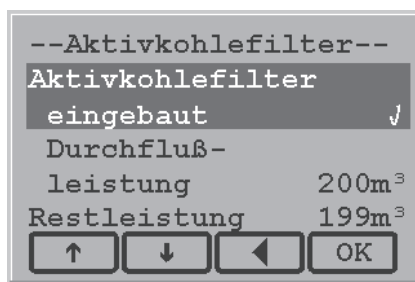 --Aktivkohlefilter--
Aktivkohlefilter
eingebaut √
Durchfluß-
leistung 200m³
Restleistung 199m³
↑ ↓ ◀ OK